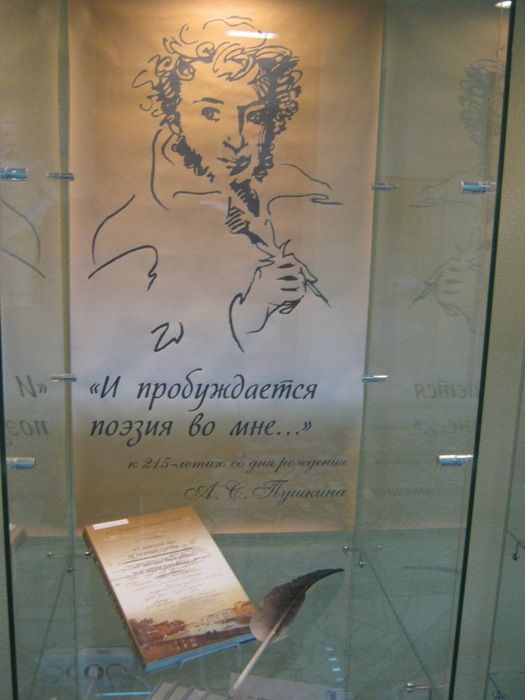 «И пробуждается
поэзия во мне...»
к 215-летию со дня рождения
А. С. Пушкина